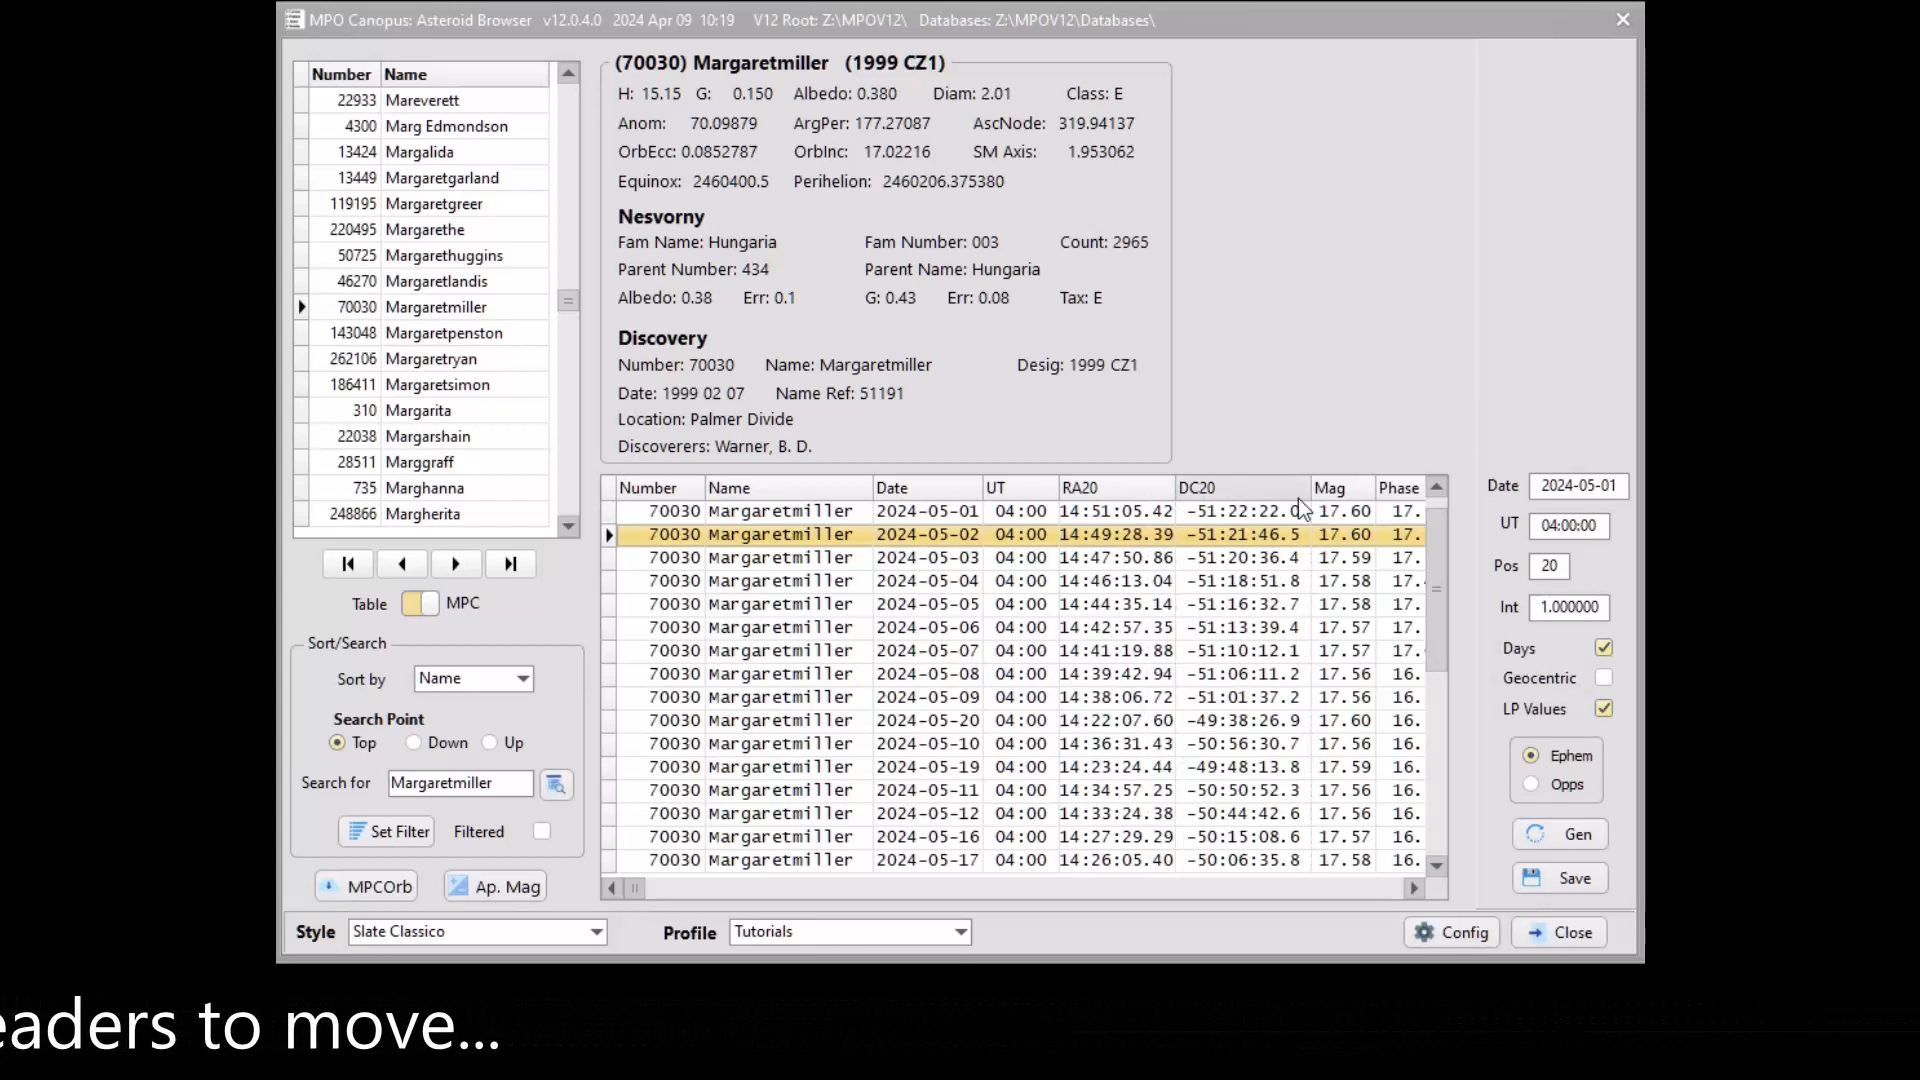 MPO Canopus: Asteroid Browser v12.0.4.0 2024 Apr 09 10:19 V12 Root: Z:\MPOV12\ Databases: Z:\MPOV12\Databases\
Number Name
22933 Mareverett
4300 Marg Edmondson
13424 Margalida
13449 Margaretgarland
119195 Margaretgreer
220495 Margarethe
50725 Margarethuggins
46270 Margaretlandis
70030 Margaretmiller
143048 Margaretpenston
262106 Margaretryan
186411 Margaretsimon
310 Margarita
22038 Margarshain
28511 Marggraff
735 Marghanna
248866 Margherita
Table MPC
Sort/Search
Sort by Name
Search Point
Top Down Up
Search for Margaretmiller
Set Filter Filtered
MPCOrb Ap. Mag
(70030) Margaretmiller (1999 CZ1)
H: 15.15 G: 0.150 Albedo: 0.380 Diam: 2.01 Class: E
Anom: 70.09879 ArgPer: 177.27087 AscNode: 319.94137
OrbEcc: 0.0852787 OrbInc: 17.02216 SM Axis: 1.953062
Equinox: 2460400.5 Perihelion: 2460206.375380
Nesvorny
Fam Name: Hungaria Fam Number: 003 Count: 2965
Parent Number: 434 Parent Name: Hungaria
Albedo: 0.38 Err: 0.1 G: 0.43 Err: 0.08 Tax: E
Discovery
Number: 70030 Name: Margaretmiller Desig: 1999 CZ1
Date: 1999 02 07 Name Ref: 51191
Location: Palmer Divide
Discoverers: Warner, B. D.
Number Name Date UT RA20 DC20 Mag Phase
70030 Margaretmiller 2024-05-01 04:00 14:51:05.42 -51:22:22. 17.60 17.
70030 Margaretmiller 2024-05-02 04:00 14:49:28.39 -51:21:46.5 17.60 17.
70030 Margaretmiller 2024-05-03 04:00 14:47:50.86 -51:20:36.4 17.59 17.
70030 Margaretmiller 2024-05-04 04:00 14:46:13.04 -51:18:51.8 17.58 17.
70030 Margaretmiller 2024-05-05 04:00 14:44:35.14 -51:16:32.7 17.58 17.
70030 Margaretmiller 2024-05-06 04:00 14:42:57.35 -51:13:39.4 17.57 17.
70030 Margaretmiller 2024-05-07 04:00 14:41:19.88 -51:10:12.1 17.57 17.
70030 Margaretmiller 2024-05-08 04:00 14:39:42.94 -51:06:11.2 17.56 16.
70030 Margaretmiller 2024-05-09 04:00 14:38:06.72 -51:01:37.2 17.56 16.
70030 Margaretmiller 2024-05-20 04:00 14:22:07.60 -49:38:26.9 17.60 16.
70030 Margaretmiller 2024-05-10 04:00 14:36:31.43 -50:56:30.7 17.56 16.
70030 Margaretmiller 2024-05-19 04:00 14:23:24.44 -49:48:13.8 17.59 16.
70030 Margaretmiller 2024-05-11 04:00 14:34:57.25 -50:50:52.3 17.56 16.
70030 Margaretmiller 2024-05-12 04:00 14:33:24.38 -50:44:42.6 17.56 16.
70030 Margaretmiller 2024-05-16 04:00 14:27:29.29 -50:15:08.6 17.57 16.
70030 Margaretmiller 2024-05-17 04:00 14:26:05.40 -50:06:35.8 17.58 16.
Date 2024-05-01
UT 04:00:00
Pos 20
Int 1.000000
Days
Geocentric
LP Values
Ephem
Opps
Gen
Save
Style Slate Classico Profile Tutorials Config Close
eaders to move...